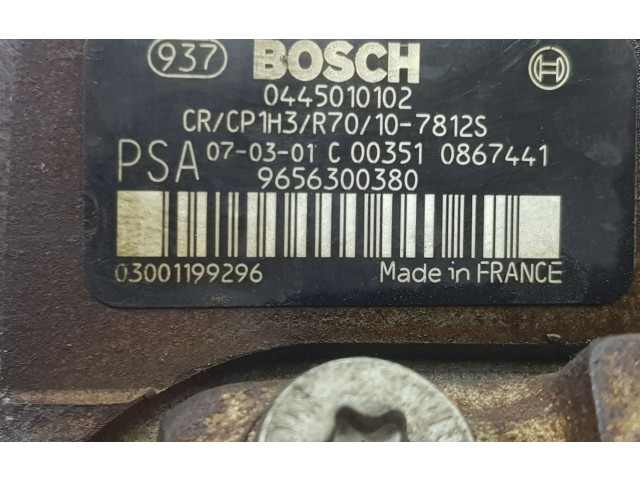 937 BOSCH
0445010102
CR/CP1H3/R70/10-7812S
PSA 07-03-01 C 00351 0867441
9656300380
03001199296 Made in FRANCE